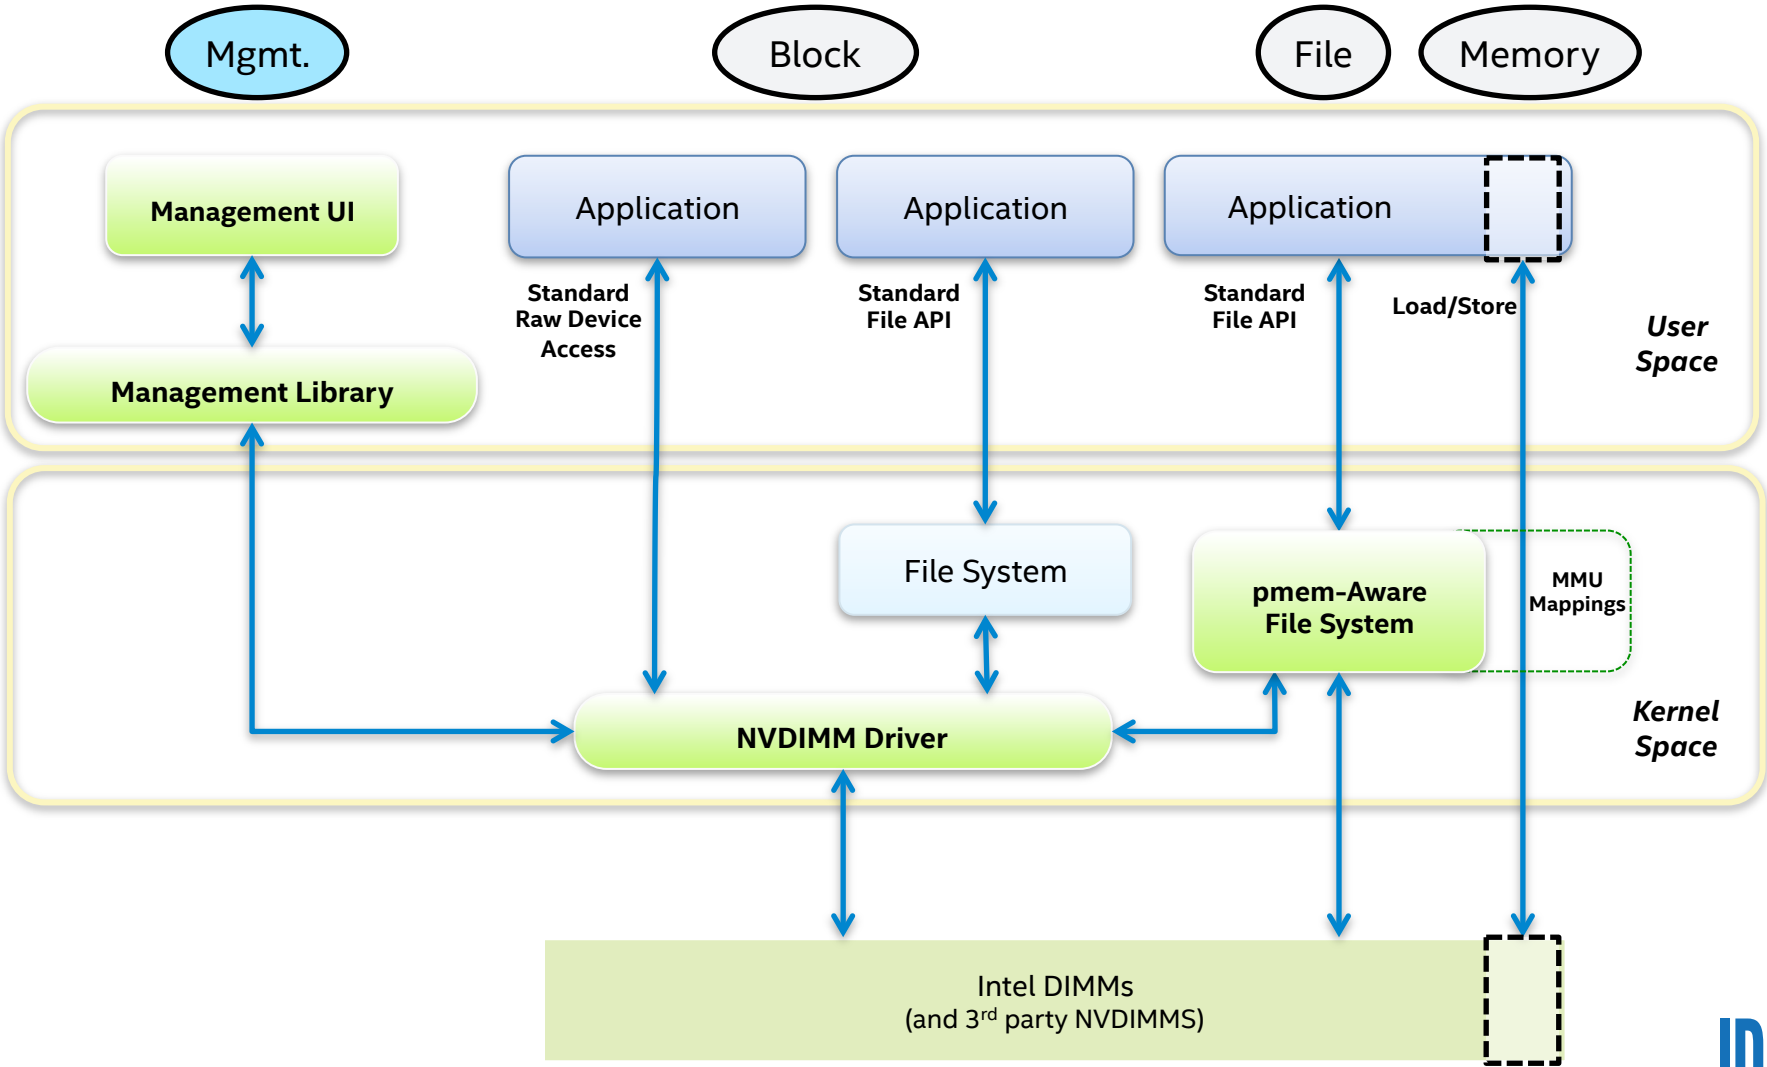 Mgmt.
Block
File
Memory
Management UI
Application
Application
Application
Standard
Raw Device
Access
Standard
File API
Standard
File API
Load/Store
User
Space
Management Library
File System
pmem-Aware
File System
MMU
Mappings
NVDIMM Driver
Kernel
Space
Intel DIMMs
(and 3rd party NVDIMMS)